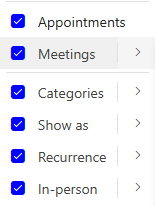 Appointments
Meetings
Categories
Show as
Recurrence
In-person